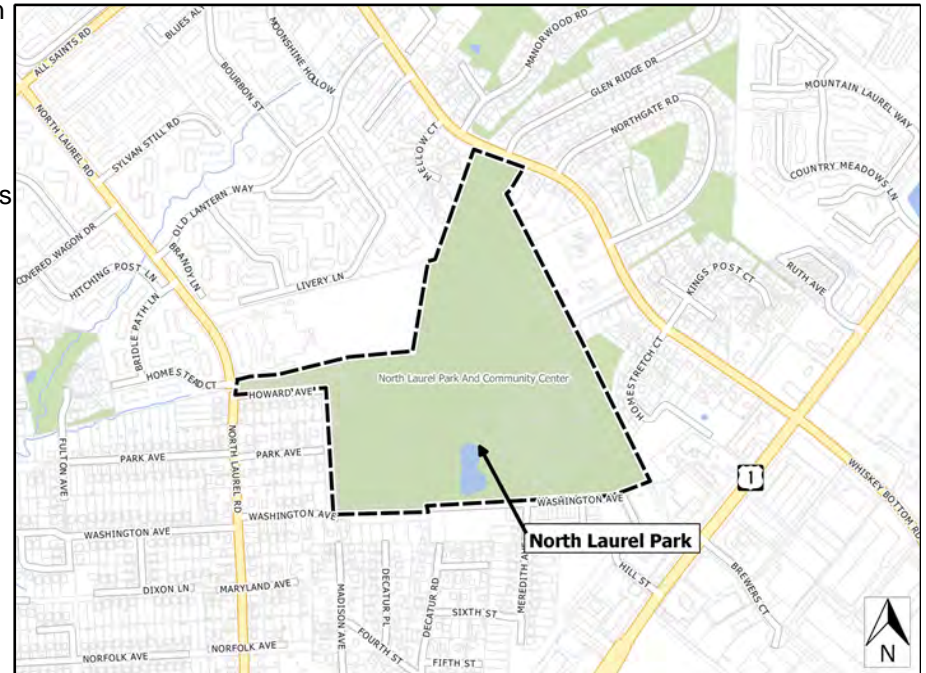 ALL SAINTS RD
MOONSHINE HOLLOW
BOURBON ST
MANORWOOD RD
GLEN RIDGE DR
NORTHGATE RD
MOUNTAIN LAUREL WAY
COUNTRY MEADOWS LN
NORTH LAUREL RD
SYLVAN STILL RD
MELLOW CT
OLD LANTERN WAY
COVERED WAGON DR
BRANDY LN
HITCHING POST LN
LIVERY LN
KINGS POST CT
RUTH AVE
BRIDLE PATH LN
HOMESTEAD CT
HOMESTRETCH CT
North Laurel Park And Community Center
HOWARD AVE
FULTON AVE
PARK AVE
PARK AVE
NORTH LAUREL RD
1
WHISKEY BOTTOM RD
WASHINGTON AVE
WASHINGTON AVE
WASHINGTON AVE
North Laurel Park
DIXON LN
MARYLAND AVE
MADISON AVE
DECATUR PL
DECATUR RD
MEREDITH AVE
HILL ST
BREWERS CT
SIXTH ST
FOURTH ST
FIFTH ST
NORFOLK AVE
NORFOLK AVE
N